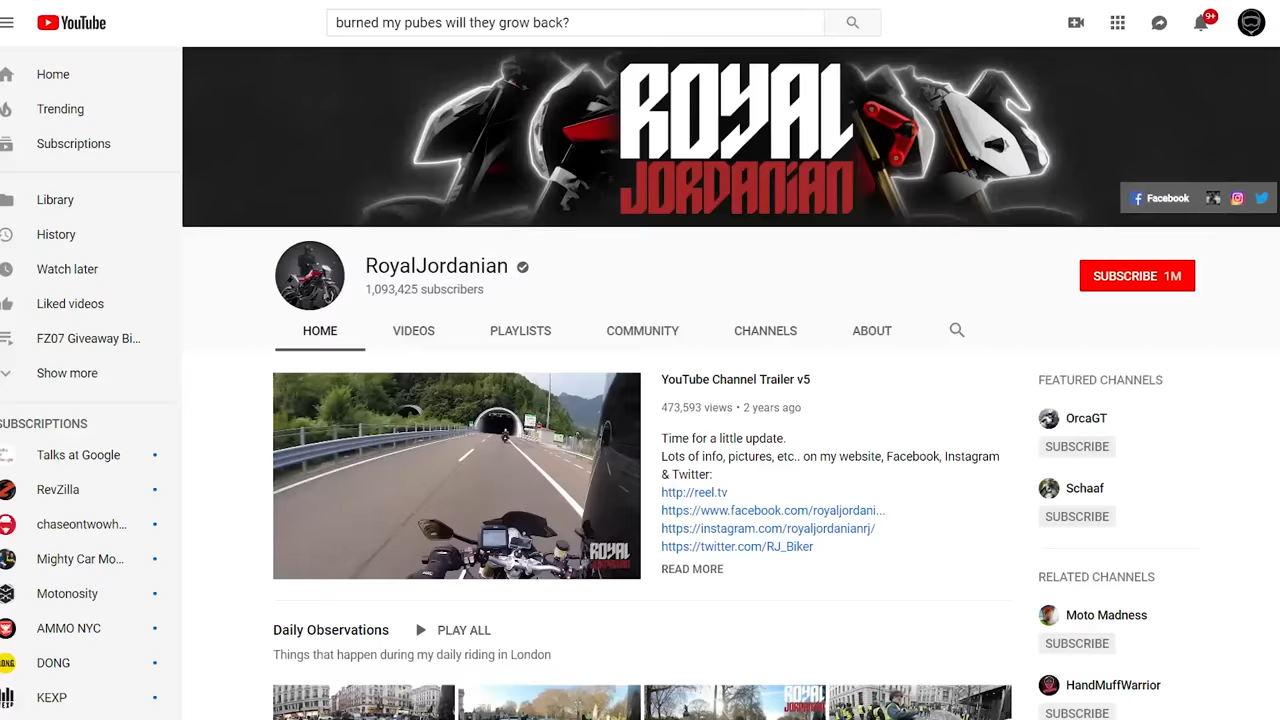 YouTube
burned my pubes will they grow back?
9+
Home
Trending
Subscriptions
Library
History
Watch later
Liked videos
FZ07 Giveaway Bi...
Show more
SUBSCRIPTIONS
Talks at Google
RevZilla
chaseontwowh...
Mighty Car Mo...
Motonosity
AMMO NYC
DONG
KEXP
ROYAL
JORDANIAN
Facebook
RoyalJordanian
1,093,425 subscribers
SUBSCRIBE 1M
HOME VIDEOS PLAYLISTS COMMUNITY CHANNELS ABOUT
ROYAL
JORDANIAN
YouTube Channel Trailer v5
473,593 views • 2 years ago
Time for a little update.
Lots of info, pictures, etc.. on my website, Facebook, Instagram
& Twitter:
http://reel.tv
https://www.facebook.com/royaljordani...
https://instagram.com/royaljordanianrj/
https://twitter.com/RJ_Biker
READ MORE
Daily Observations PLAY ALL
Things that happen during my daily riding in London
ROYAL
JORDANIAN
FEATURED CHANNELS
OrcaGT
SUBSCRIBE
Schaaf
SUBSCRIBE
RELATED CHANNELS
Moto Madness
SUBSCRIBE
HandMuffWarrior
SUBSCRIBE